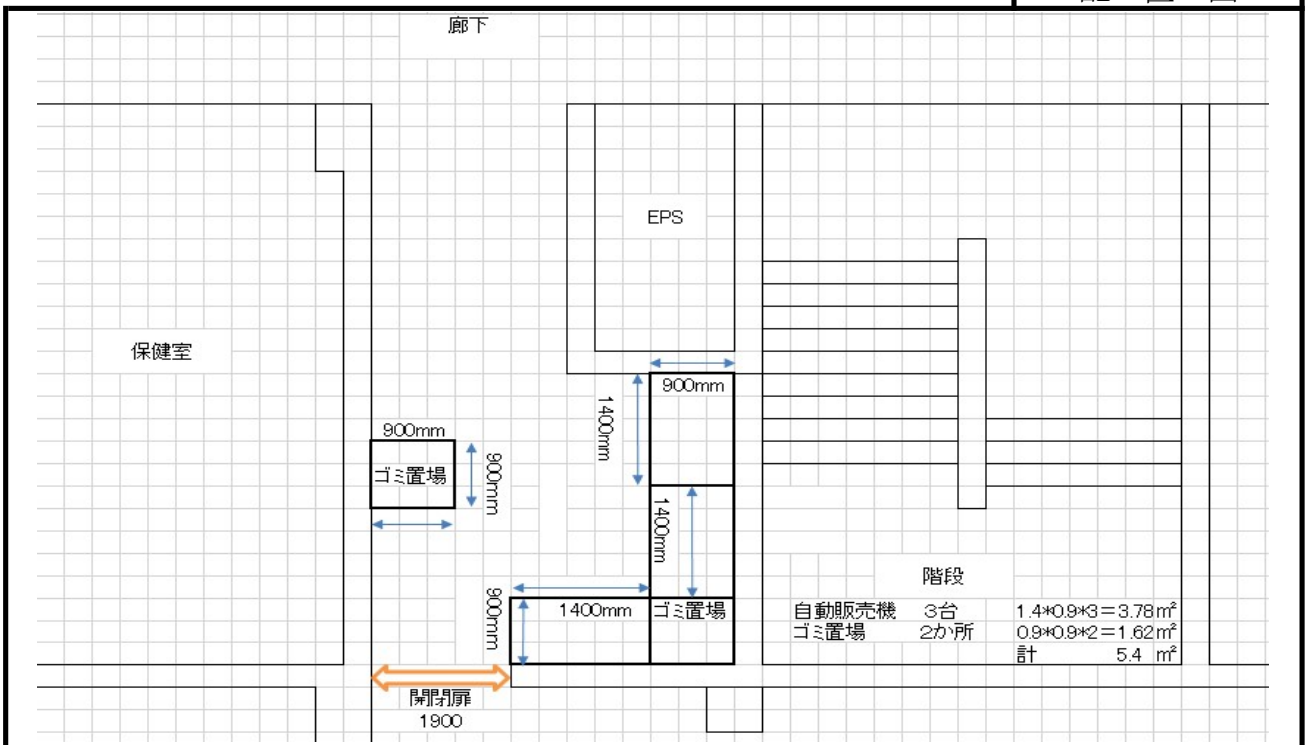 廊下
EPS
保健室
900mm
1400mm
900mm
ゴミ置場
900mm
1400mm
階段
900mm
1400mm
ゴミ置場
自動販売機 3台 1.4*0.9*3=3.78㎡
ゴミ置場 2か所 0.9*0.9*2=1.62㎡
計 5.4 ㎡
開閉扉
1900